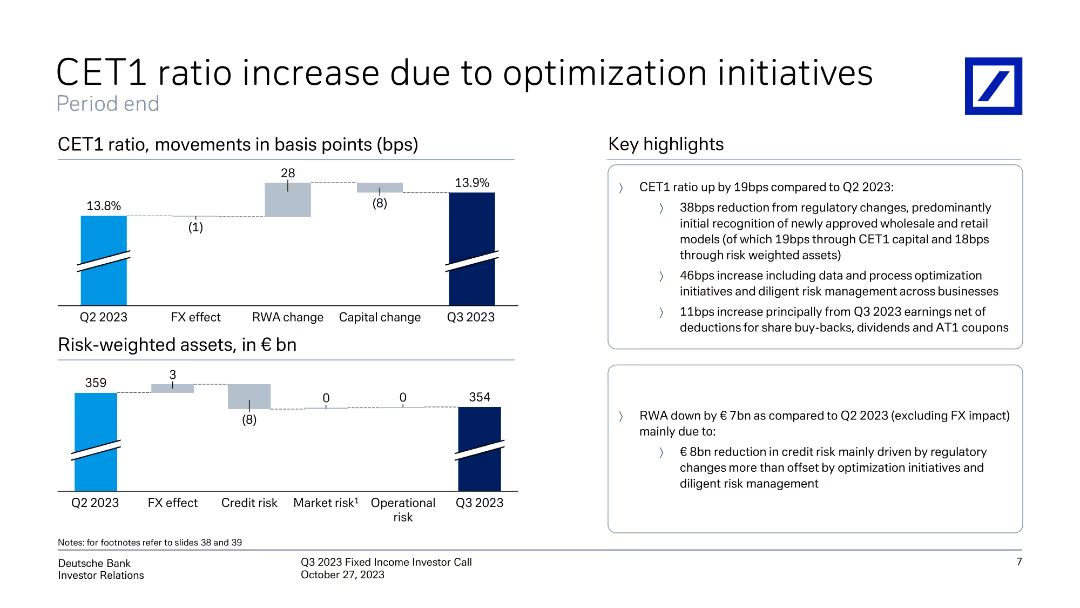 CET1 ratio increase due to optimization initiatives
Period end
CET1 ratio, movements in basis points (bps)
13.8%
(1)
28
(8)
13.9%
Q2 2023
FX effect
RWA change
Capital change
Q3 2023
Risk-weighted assets, in € bn
359
3
(8)
0
0
354
Q2 2023
FX effect
Credit risk
Market risk¹
Operational
risk
Q3 2023
Key highlights
⟩ CET1 ratio up by 19bps compared to Q2 2023:
⟩ 38bps reduction from regulatory changes, predominantly
initial recognition of newly approved wholesale and retail
models (of which 19bps through CET1 capital and 18bps
through risk weighted assets)
⟩ 46bps increase including data and process optimization
initiatives and diligent risk management across businesses
⟩ 11bps increase principally from Q3 2023 earnings net of
deductions for share buy-backs, dividends and AT1 coupons
⟩ RWA down by € 7bn as compared to Q2 2023 (excluding FX impact)
mainly due to:
⟩ € 8bn reduction in credit risk mainly driven by regulatory
changes more than offset by optimization initiatives and
diligent risk management
Notes: for footnotes refer to slides 38 and 39
Deutsche Bank
Investor Relations
Q3 2023 Fixed Income Investor Call
October 27, 2023
7